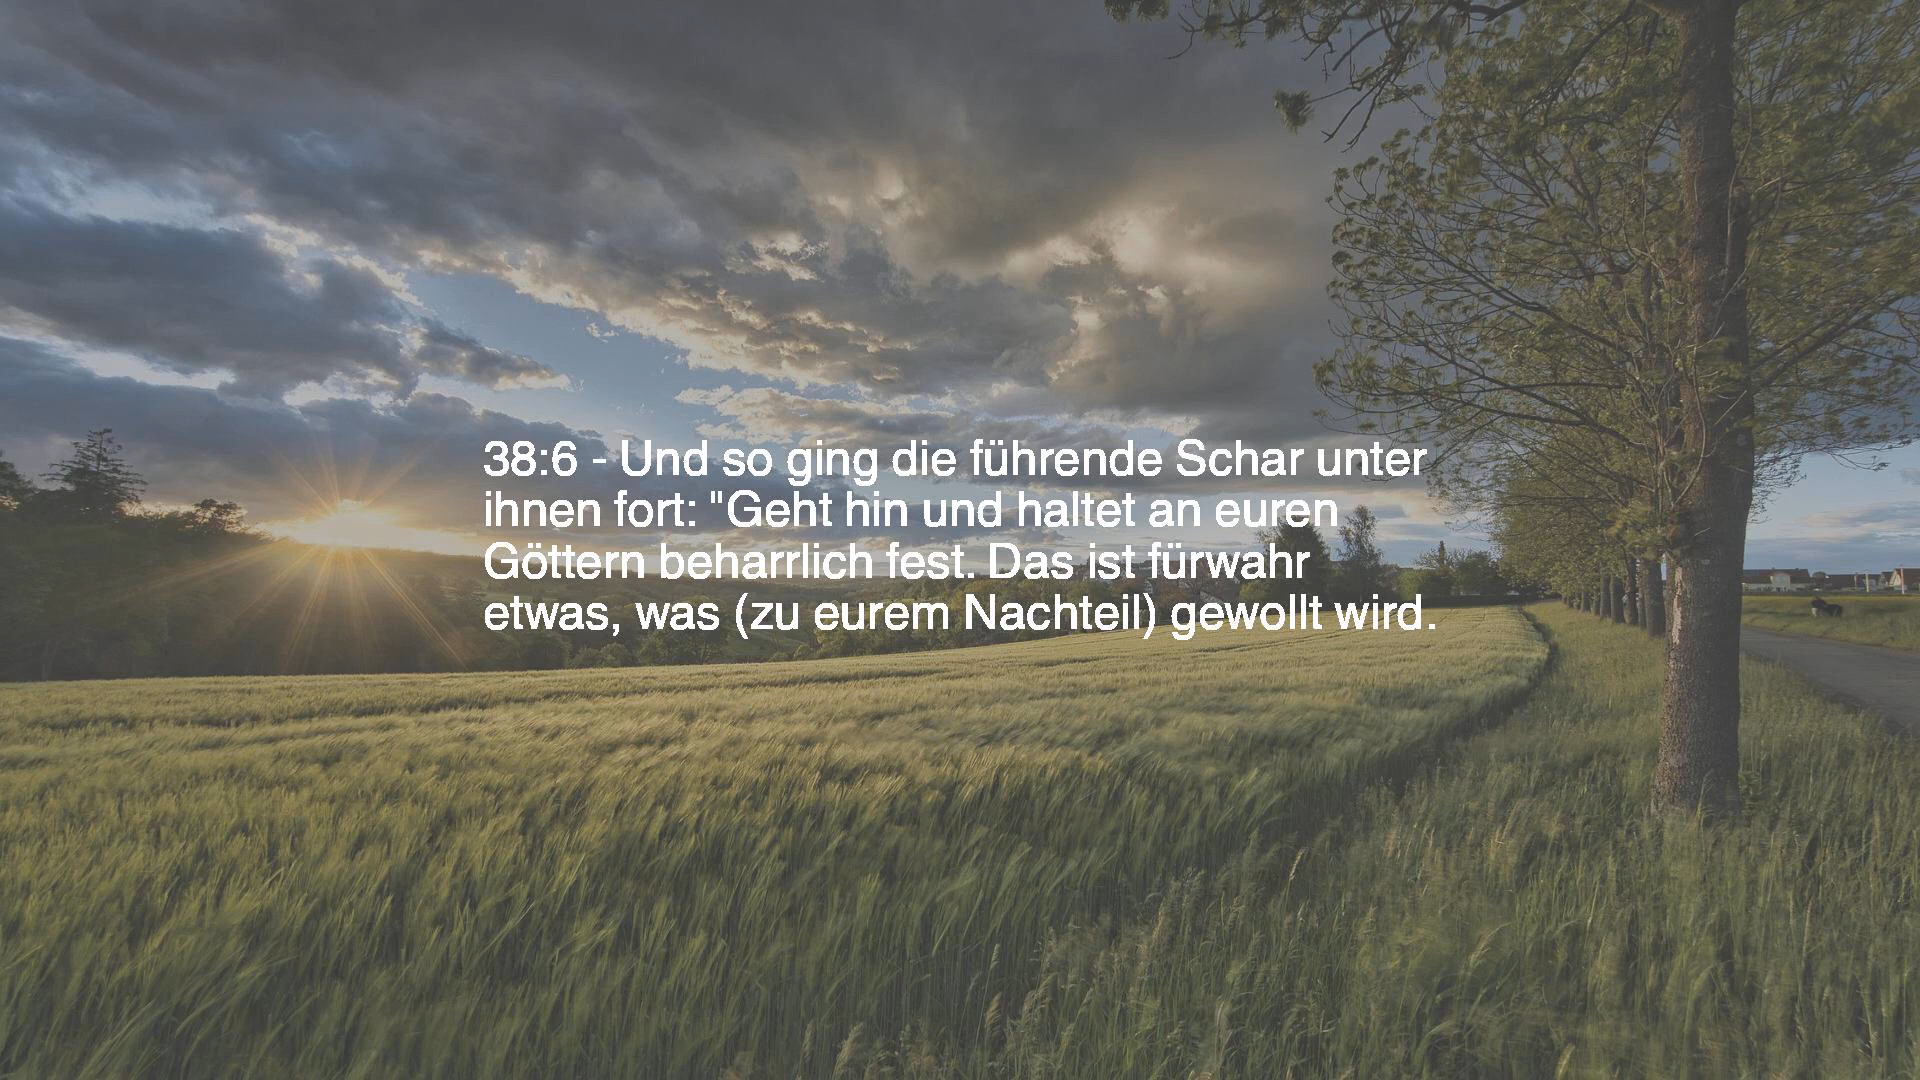 38:6 - Und so ging die führende Schar unter
ihnen fort: "Geht hin und haltet an euren
Göttern beharrlich fest. Das ist fürwahr
etwas, was (zu eurem Nachteil) gewollt wird.